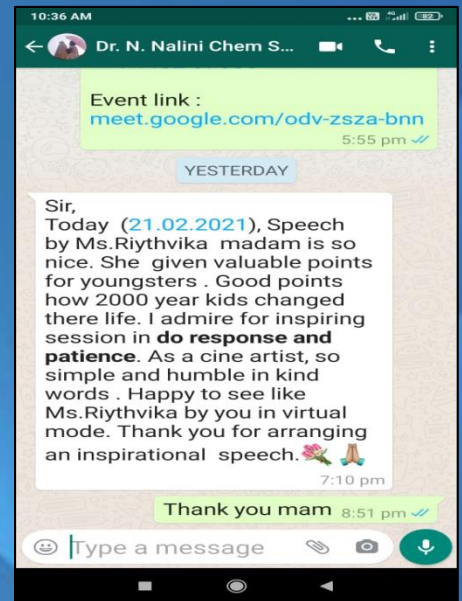 10:36 AM ... 82
Dr. N. Nalini Chem S...
Event link :
meet.google.com/odv-zsza-bnn
5:55 pm
YESTERDAY
Sir,
Today (21.02.2021), Speech
by Ms.Riythvika madam is so
nice. She given valuable points
for youngsters . Good points
how 2000 year kids changed
there life. I admire for inspiring
session in do response and
patience. As a cine artist, so
simple and humble in kind
words . Happy to see like
Ms.Riythvika by you in virtual
mode. Thank you for arranging
an inspirational speech.💐 🙏🏼
7:10 pm
Thank you mam 8:51 pm
Type a message